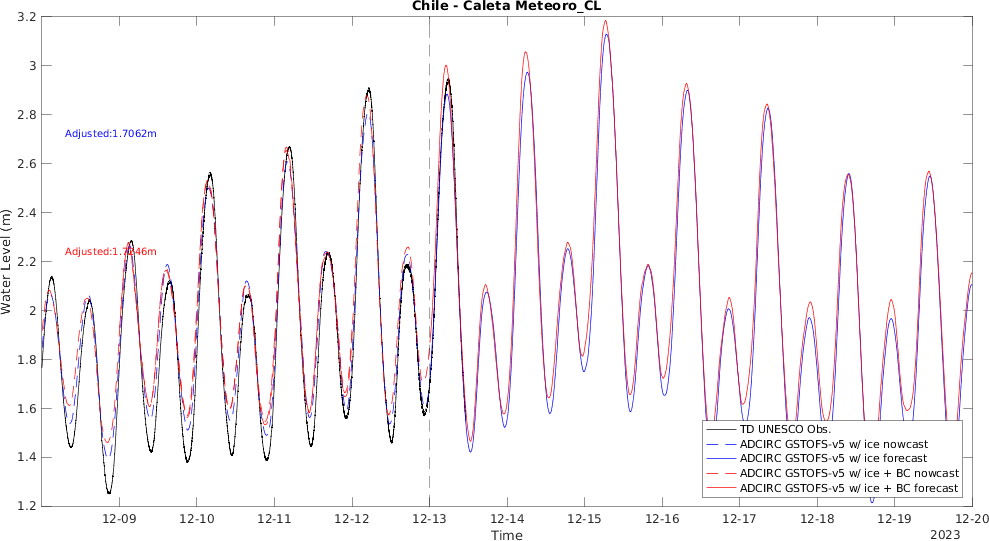 Chile - Caleta Meteoro_CL
3.2
3
2.8
2.6
2.4
2.2
2
1.8
1.6
1.4
1.2
Water Level (m)
Adjusted:1.7062m
Adjusted:1.7346m
TD UNESCO Obs.
ADCIRC GSTOFS-v5 w/ ice nowcast
ADCIRC GSTOFS-v5 w/ ice forecast
ADCIRC GSTOFS-v5 w/ ice + BC nowcast
ADCIRC GSTOFS-v5 w/ ice + BC forecast
12-09 12-10 12-11 12-12 12-13 12-14 12-15 12-16 12-17 12-18 12-19 12-20
Time
2023